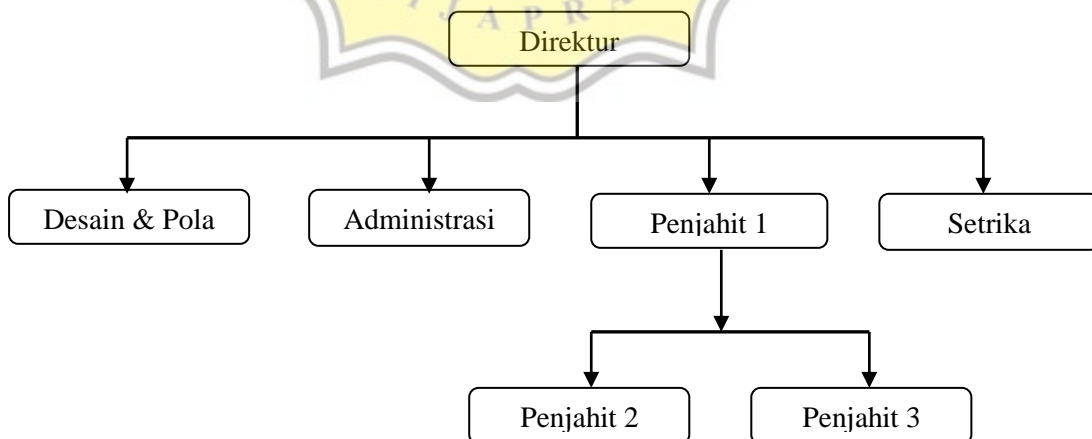 Direktur
Desain & Pola
Administrasi
Penjahit 1
Setrika
Penjahit 2
Penjahit 3